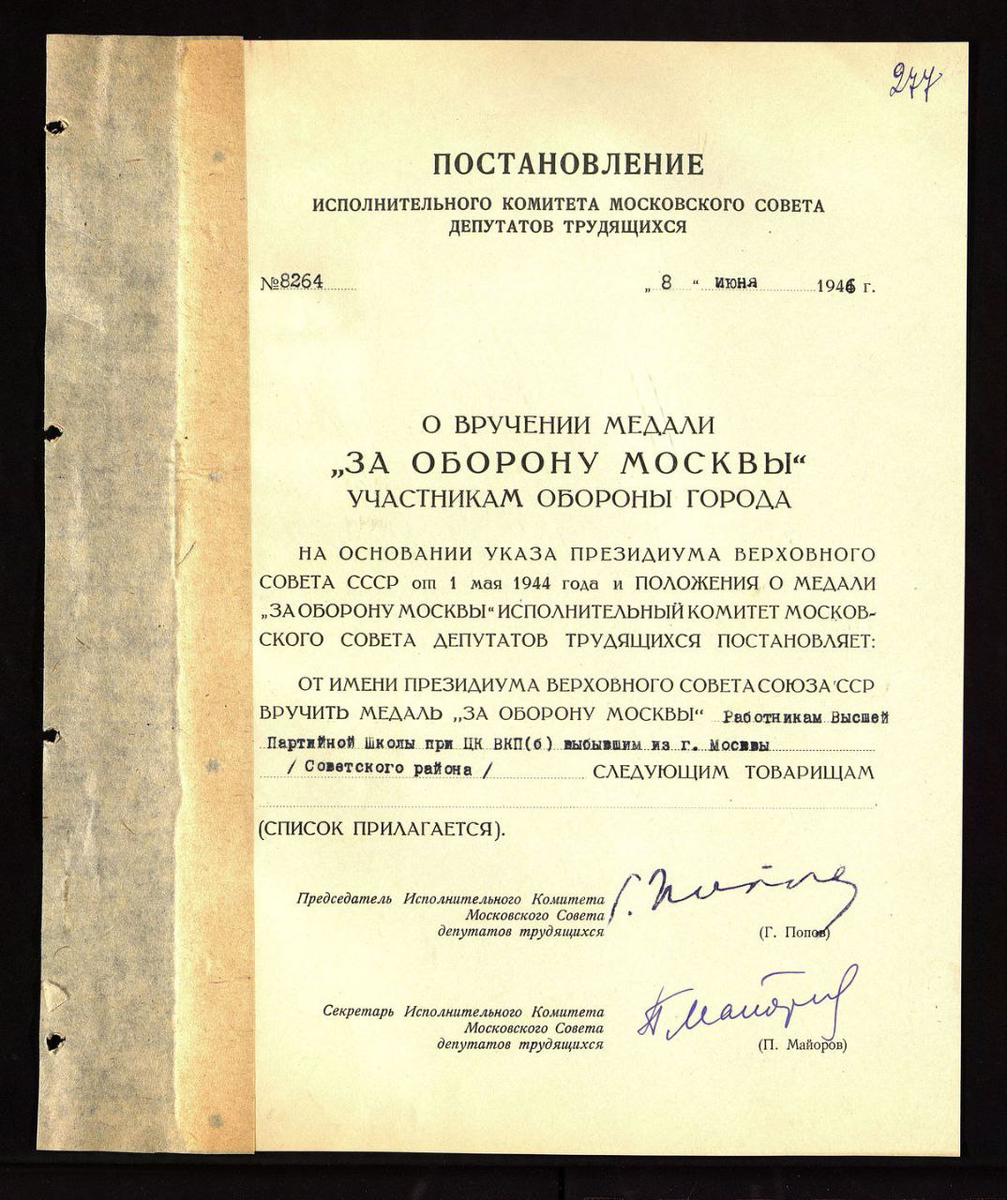 277
ПОСТАНОВЛЕНИЕ
ИСПОЛНИТЕЛЬНОГО КОМИТЕТА МОСКОВСКОГО СОВЕТА
ДЕПУТАТОВ ТРУДЯЩИХСЯ
№8264 „ 8 “ июня 1946 г.
О ВРУЧЕНИИ МЕДАЛИ
„ЗА ОБОРОНУ МОСКВЫ“
УЧАСТНИКАМ ОБОРОНЫ ГОРОДА
НА ОСНОВАНИИ УКАЗА ПРЕЗИДИУМА ВЕРХОВНОГО
СОВЕТА СССР от 1 мая 1944 года и ПОЛОЖЕНИЯ О МЕДАЛИ
„ЗА ОБОРОНУ МОСКВЫ“ ИСПОЛНИТЕЛЬНЫЙ КОМИТЕТ МОСКОВ-
СКОГО СОВЕТА ДЕПУТАТОВ ТРУДЯЩИХСЯ ПОСТАНОВЛЯЕТ:
ОТ ИМЕНИ ПРЕЗИДИУМА ВЕРХОВНОГО СОВЕТА СОЮЗА ССР
ВРУЧИТЬ МЕДАЛЬ „ЗА ОБОРОНУ МОСКВЫ“ Работникам Высшей
Партийной Школы при ЦК ВКП(б) выбывшим из г. Москвы
/ Советского района / СЛЕДУЮЩИМ ТОВАРИЩАМ
(СПИСОК ПРИЛАГАЕТСЯ).
Председатель Исполнительного Комитета
Московского Совета
депутатов трудящихся
Г. Попов
(Г. Попов)
Секретарь Исполнительного Комитета
Московского Совета
депутатов трудящихся
П Майоров
(П. Майоров)